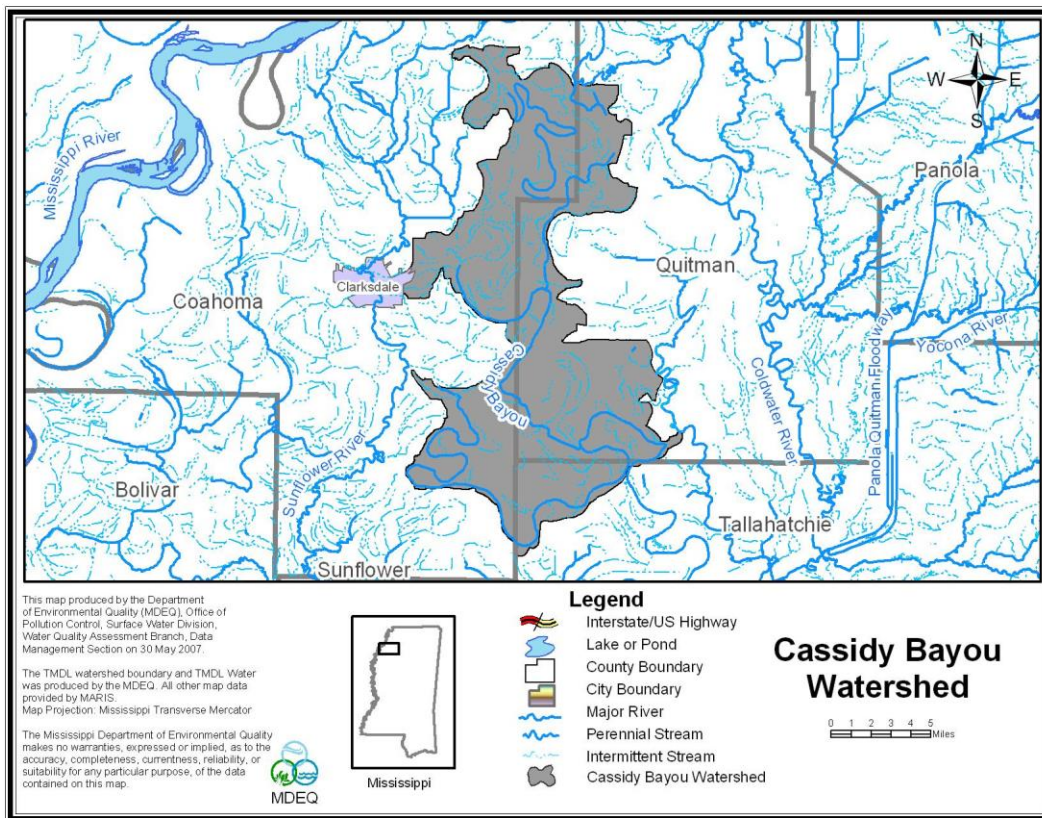 N
W E
S
Mississippi River
Panola
Quitman
Clarksdale
Coahoma
Cassidy Bayou
Coldwater River
Panola Quitman Floodway
Yocona River
Sunflower River
Bolivar
Tallahatchie
Sunflower
This map produced by the Department
of Environmental Quality (MDEQ), Office of
Pollution Control, Surface Water Division,
Water Quality Assessment Branch, Data
Management Section on 30 May 2007.
The TMDL watershed boundary and TMDL Water
was produced by the MDEQ. All other map data
provided by MARIS.
Map Projection: Mississippi Transverse Mercator
The Mississippi Department of Environmental Quality
makes no warranties, expressed or implied, as to the
accuracy, completeness, currentness, reliability, or
suitability for any particular purpose, of the data
contained on this map.
MDEQ
Mississippi
Legend
Interstate/US Highway
Lake or Pond
County Boundary
City Boundary
Major River
Perennial Stream
Intermittent Stream
Cassidy Bayou Watershed
Cassidy Bayou
Watershed
0 1 2 3 4 5
Miles